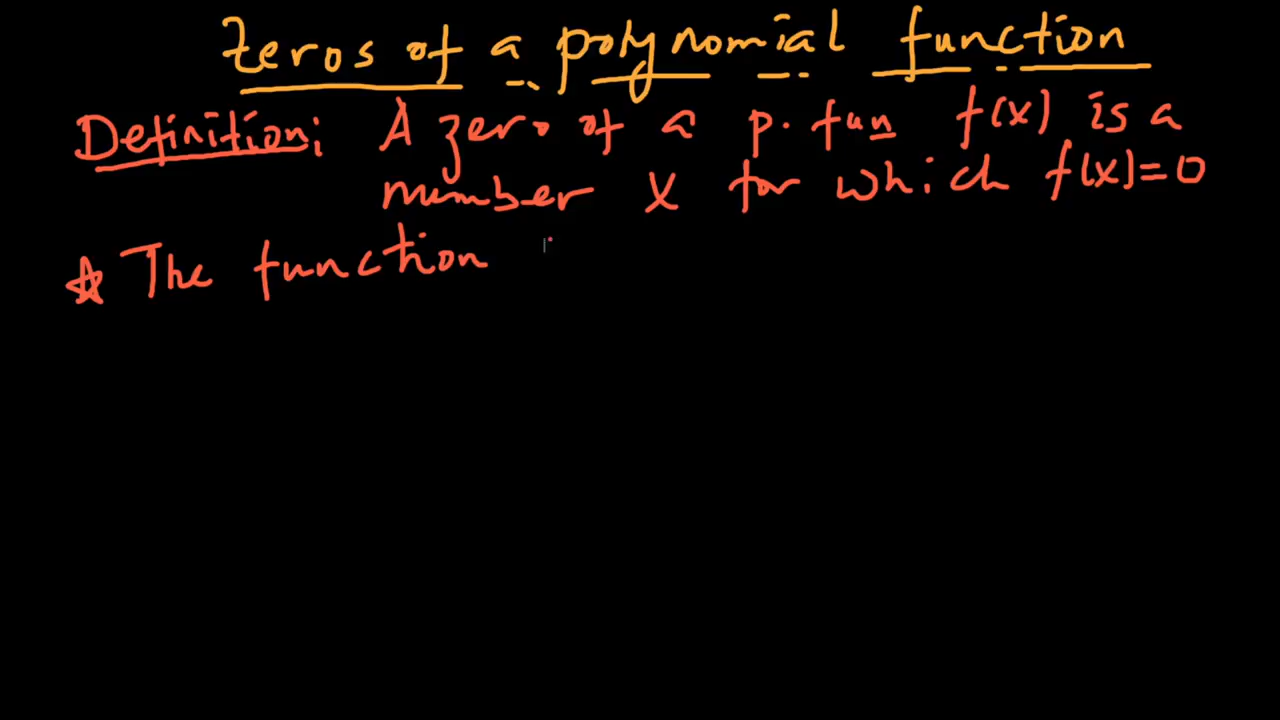 Zeros of a polynomial function
Definition: A zero of a p. fun f(x) is a
number X for which f(x)=0
☆ The function